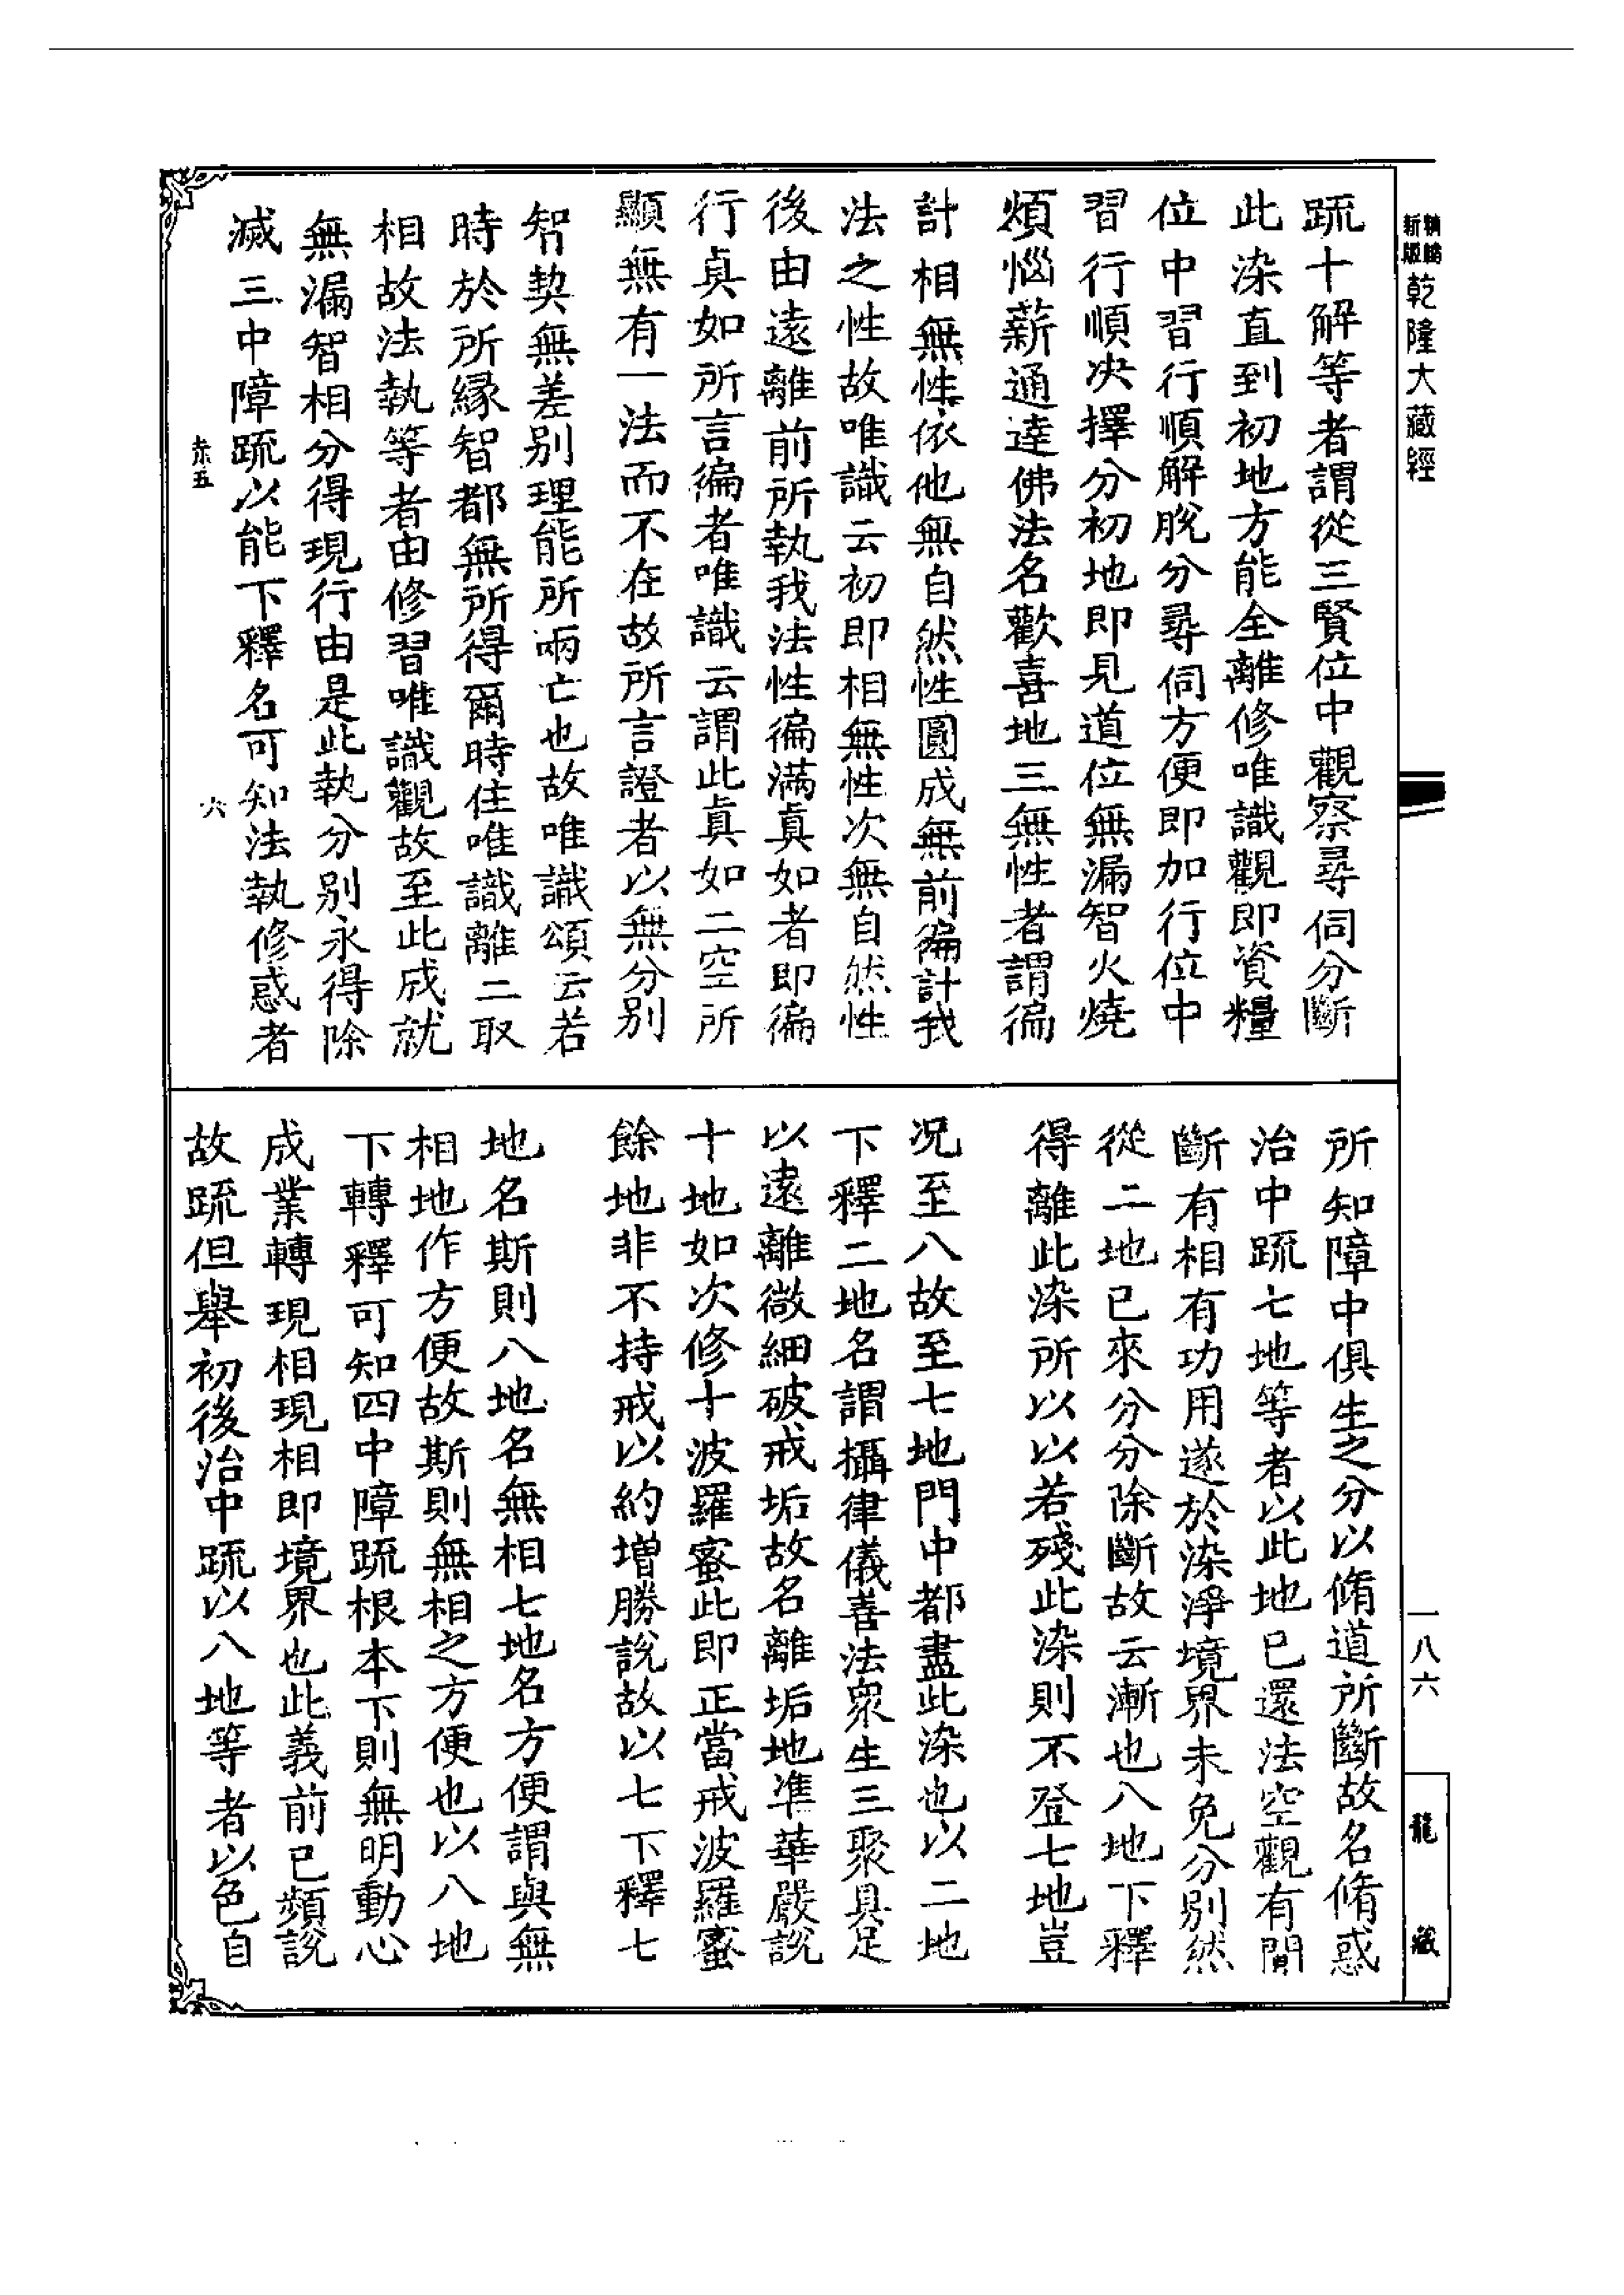 精縮新版
乾隆大藏經
䟽十解等者謂從三賢位中觀察尋伺分斷
此染直到初地方能全離修唯識觀即資糧
位中習行順解脫分尋伺方便即加行位中
習行順决擇分初地即見道位無漏智火燒
煩惱薪通達佛法名歡喜地三無性者謂徧
計相無性依他無自然性圓成無前徧計我
法之性故唯識云初即相無性次無自然性
後由遠離前所執我法性徧滿真如者即徧
行真如所言徧者唯識云謂此真如二空所
顯無有一法而不在故所言證者以無分別
智契無差別理能所兩亡也故唯識頌云若
時於所緣智都無所得爾時住唯識離二取
相故法執等者由修習唯識觀故至此成就
無漏智相分得現行由是此執分別永得除
滅三中障䟽以能下釋名可知法執修惑者
六
所知障中俱生之分以脩道所斷故名脩惑
治中䟽七地等者以此地已還法空觀有間
斷有相有功用遂於染淨境界未免分別然
從二地已來分分除斷故云漸也八地下釋
得離此染所以以若殘此染則不登七地豈
况至八故至七地門中都盡此染也以二地
下釋二地名謂攝律儀善法衆生三聚具足
以遠離微細破戒垢故名離垢地準華嚴說
十地如次修十波羅蜜此即正當戒波羅蜜
餘地非不持戒以約增勝說故以七下釋七
地名斯則八地名無相七地名方便謂與無
相地作方便故斯則無相之方便也以八地
下轉釋可知四中障䟽根本下則無明動心
成業轉現相現相即境界也此義前已頻說
故䟽但舉初後治中䟽以八地等者以色自
一八六
龍藏